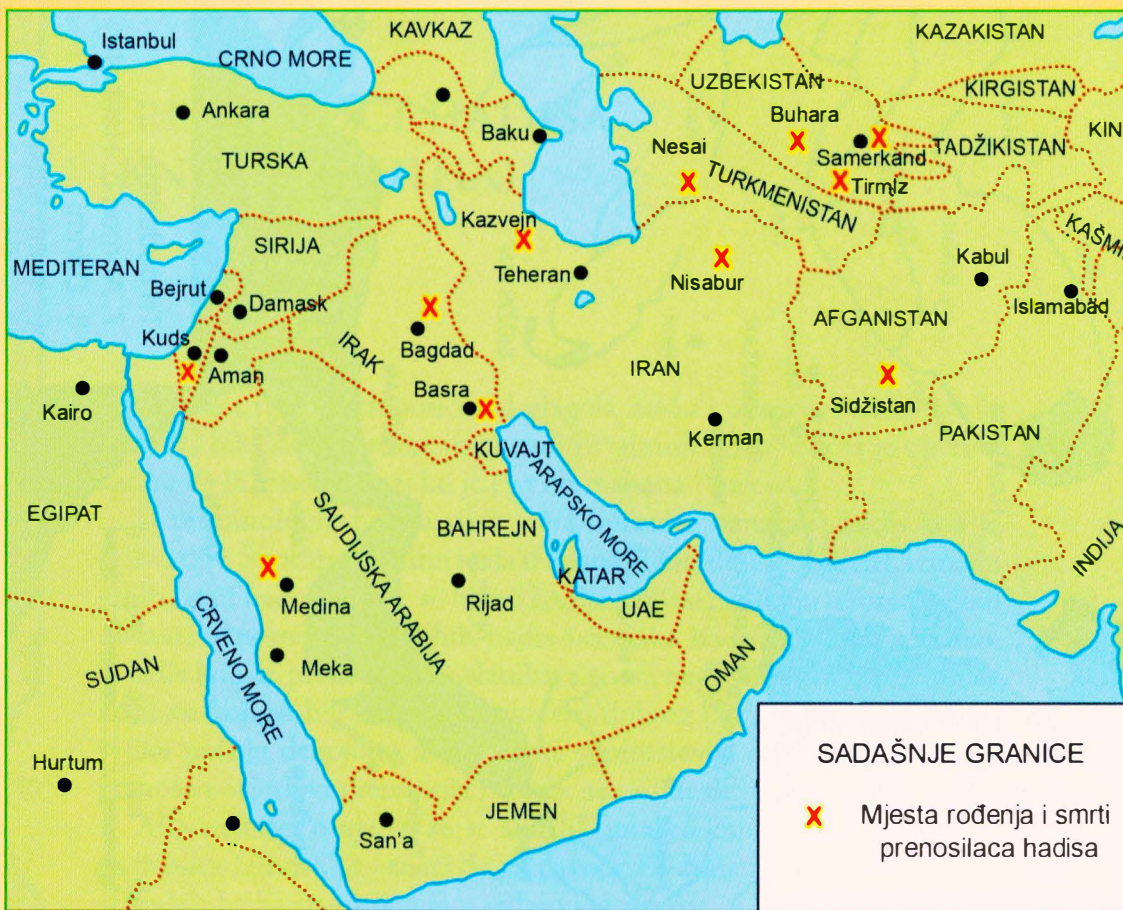 KAVKAZ
KAZAKISTAN
Istanbul
CRNO MORE
UZBEKISTAN
KIRGISTAN
Ankara
Buhara
Baku
Nesai
Samerkand
TADŽIKISTAN
KIN
TURSKA
TURKMENISTAN
Tirmiz
Kazvejn
SIRIJA
KAŠMI
MEDITERAN
Teheran
Nisabur
Kabul
Bejrut
Damask
Islamabad
AFGANISTAN
Kuds
IRAK
Bagdad
Aman
IRAN
Kairo
Basra
Sidžistan
Kerman
PAKISTAN
KUVAJT
ARAPSKO MORE
EGIPAT
SAUDIJSKA ARABIJA
BAHREJN
INDIJA
KATAR
Medina
Rijad
UAE
CRVENO MORE
Meka
OMAN
SUDAN
Hurtum
JEMEN
San'a
SADAŠNJE GRANICE
Mjesta rođenja i smrti
prenosilaca hadisa